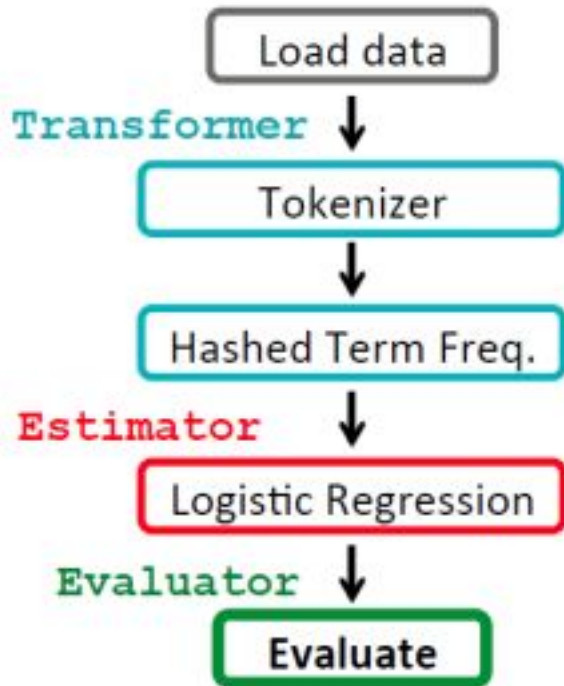 Load data
Transformer
Tokenizer
Hashed Term Freq.
Estimator
Logistic Regression
Evaluator
Evaluate